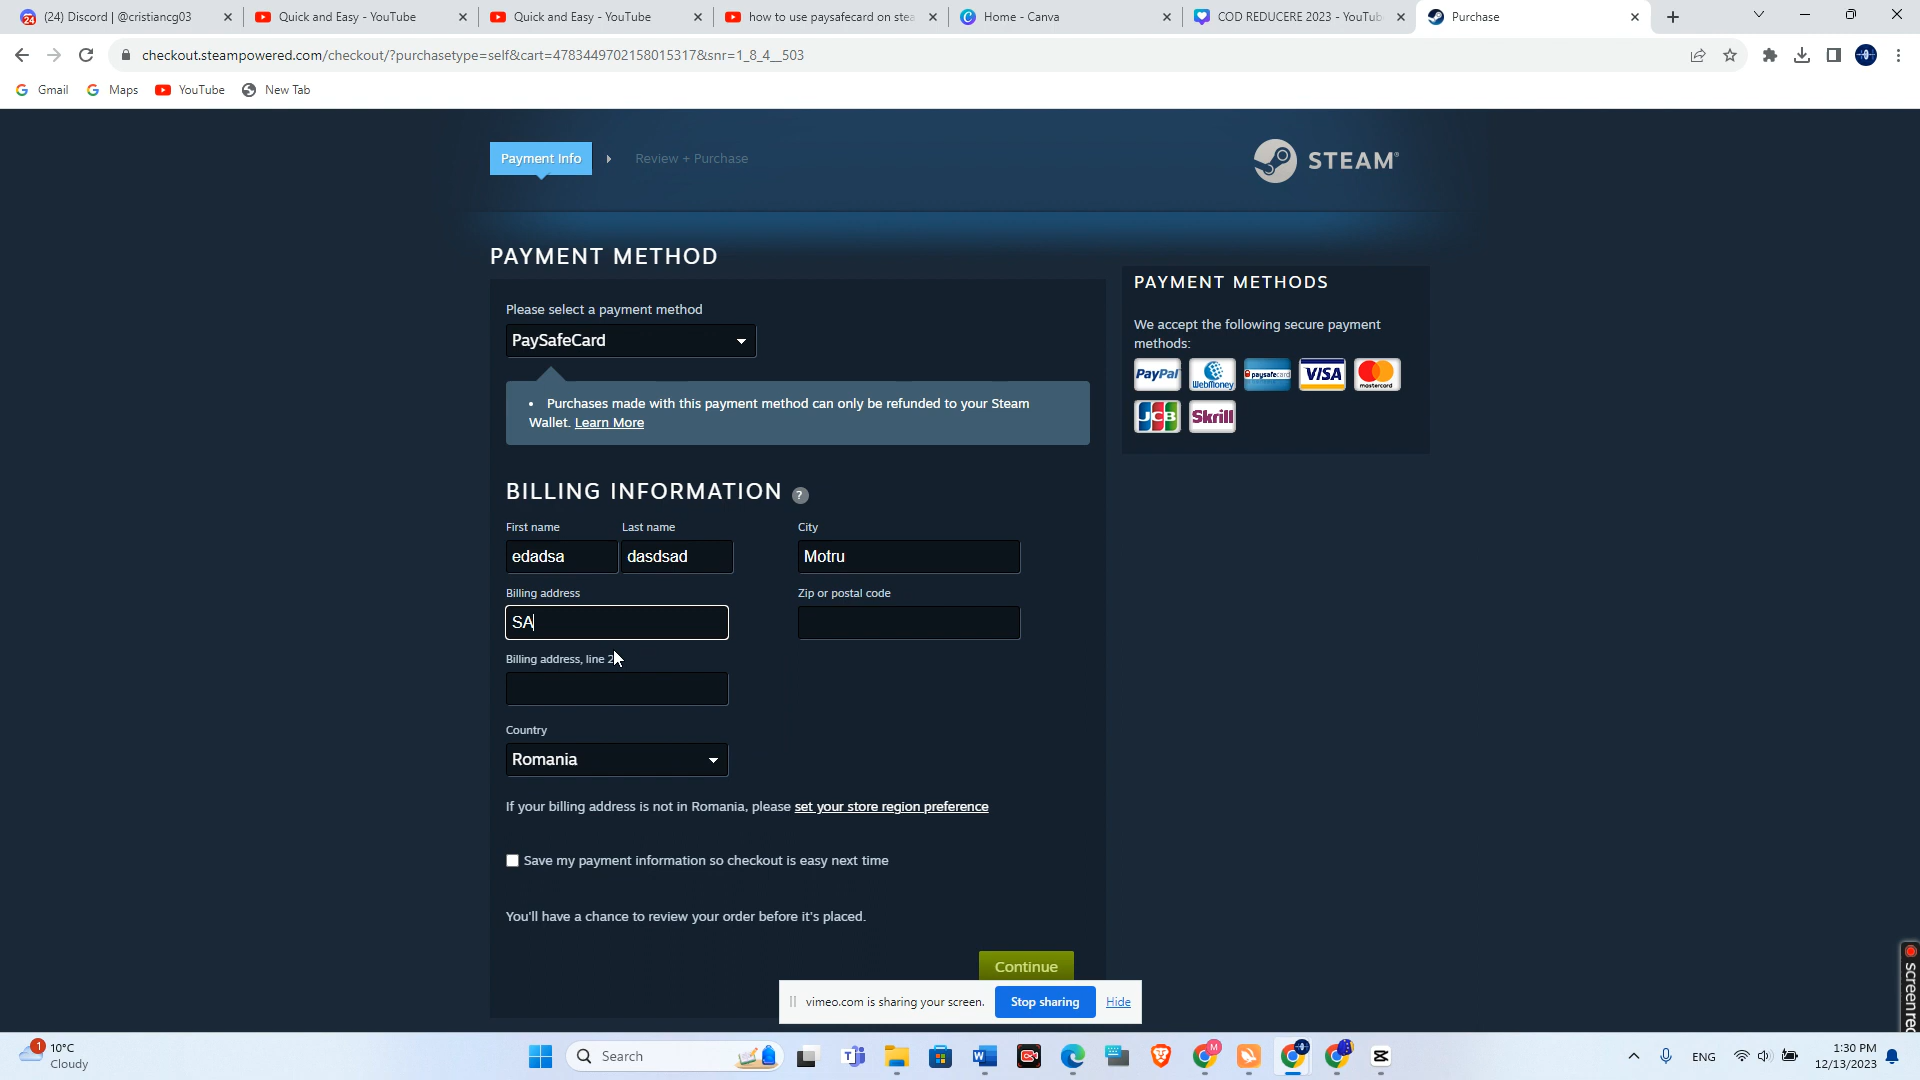 (24) Discord | @cristiancg03
Quick and Easy - YouTube
Quick and Easy - YouTube
how to use paysafecard on stea
Home - Canva
COD REDUCERE 2023 - YouTub
Purchase
checkout.steampowered.com/checkout/?purchasetype=self&cart=4783449702158015317&snr=1_8_4__503
Gmail
Maps
YouTube
New Tab
Payment Info
Review + Purchase
STEAM
PAYMENT METHOD
Please select a payment method
PaySafeCard
• Purchases made with this payment method can only be refunded to your Steam
Wallet. Learn More
PAYMENT METHODS
We accept the following secure payment
methods:
PayPal WebMoney paysafecard VISA mastercard
JCB Skrill
BILLING INFORMATION ?
First name Last name City
edadsa dasdsad Motru
Billing address Zip or postal code
SA
Billing address, line 2
Country
Romania
If your billing address is not in Romania, please set your store region preference
Save my payment information so checkout is easy next time
You'll have a chance to review your order before it's placed.
Continue
vimeo.com is sharing your screen. Stop sharing Hide
screen rec
1
10°C
Cloudy
Search
M
ENG
1:30 PM
12/13/2023